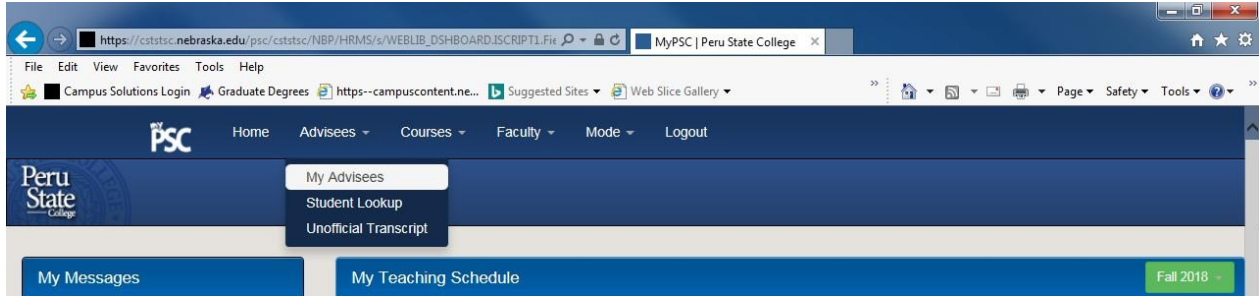 https://cststsc.nebraska.edu/psc/cststsc/NBP/HRMS/s/WEBLIB_DSHBOARD.ISCRIPT1.Fie
MyPSC | Peru State College
File Edit View Favorites Tools Help
Campus Solutions Login Graduate Degrees https--campuscontent.ne... Suggested Sites Web Slice Gallery Page Safety Tools
my PSC Home Advisees Courses Faculty Mode Logout
Peru
State
College
My Advisees
Student Lookup
Unofficial Transcript
My Messages My Teaching Schedule Fall 2018